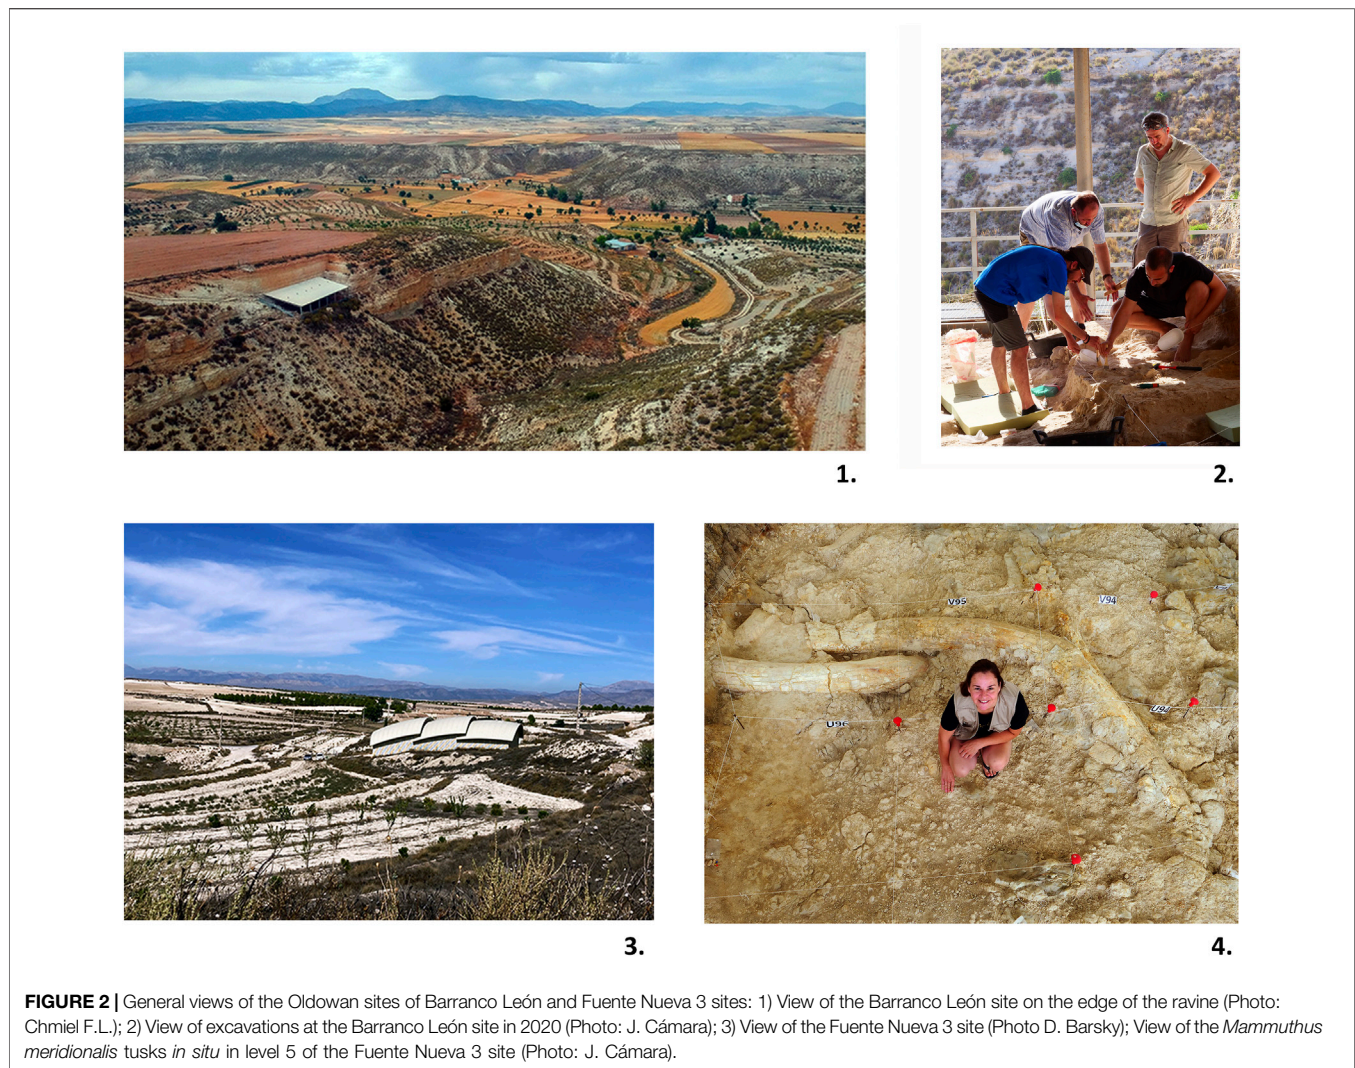 1.
2.
V95
V94
U96
U94
3.
4.
FIGURE 2 | General views of the Oldowan sites of Barranco León and Fuente Nueva 3 sites: 1) View of the Barranco León site on the edge of the ravine (Photo:
Chmiel F.L.); 2) View of excavations at the Barranco León site in 2020 (Photo: J. Cámara); 3) View of the Fuente Nueva 3 site (Photo D. Barsky); View of the Mammuthus
meridionalis tusks in situ in level 5 of the Fuente Nueva 3 site (Photo: J. Cámara).